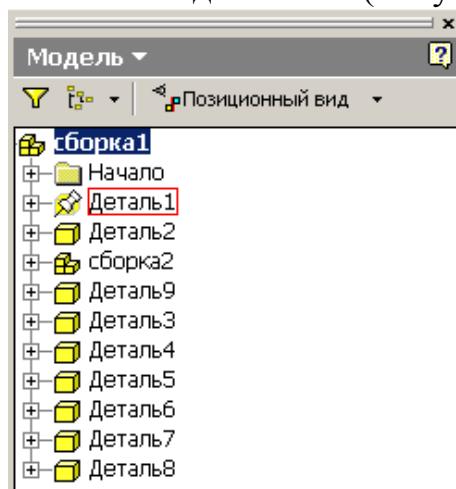 Модель
Позиционный вид
сборка1
Начало
Деталь1
Деталь2
сборка2
Деталь9
Деталь3
Деталь4
Деталь5
Деталь6
Деталь7
Деталь8